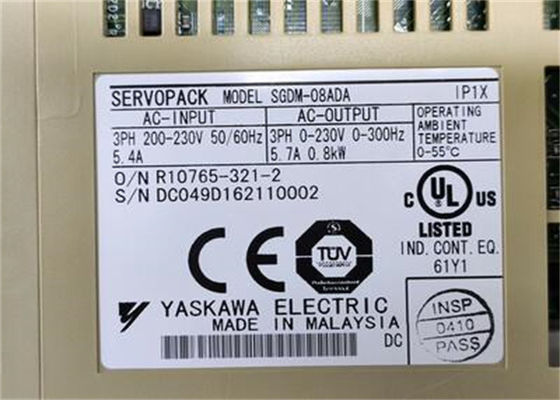 SERVOPACK MODEL SGDM-08ADA IP1X
AC-INPUT AC-OUTPUT OPERATING
AMBIENT
TEMPERATURE
0-55℃
3PH 200-230V 50/60Hz 3PH 0-230V 0-300Hz
5.4A 5.7A 0.8kW
O/N R10765-321-2
S/N DC049D162110002
C UL US
LISTED
IND. CONT. EQ.
61Y1
CE TÜV
YASKAWA ELECTRIC
MADE IN MALAYSIA
DC
INSP
0410
PASS